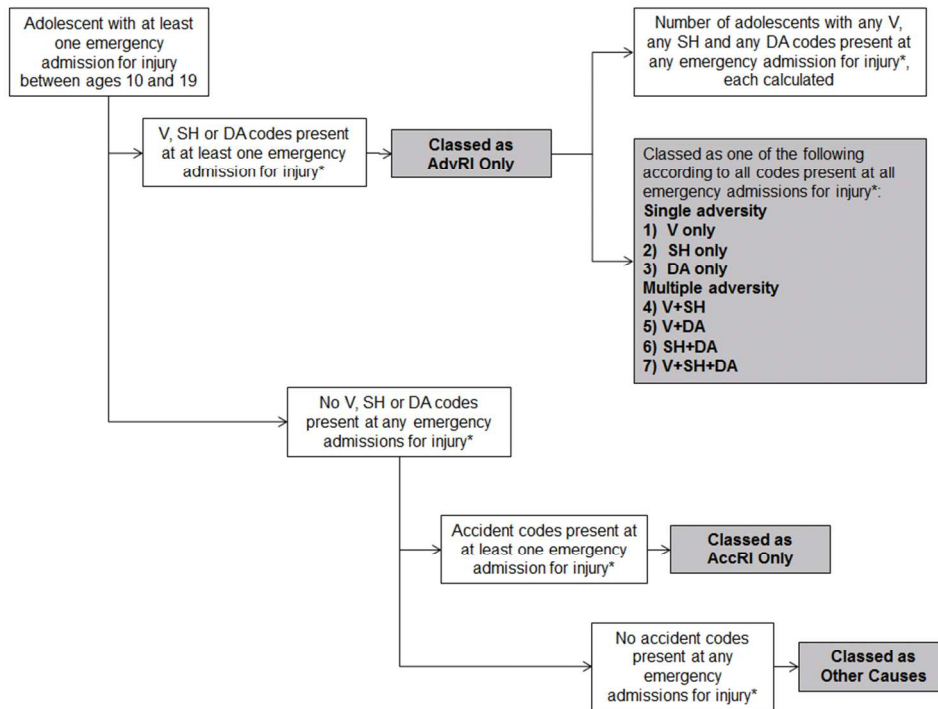 Adolescent with at least
one emergency
admission for injury
between ages 10 and 19
Number of adolescents with any V,
any SH and any DA codes present at
any emergency admission for injury*,
each calculated
V, SH or DA codes present
at at least one emergency
admission for injury*
Classed as
AdvRI Only
Classed as one of the following
according to all codes present at all
emergency admissions for injury*:
Single adversity
1) V only
2) SH only
3) DA only
Multiple adversity
4) V+SH
5) V+DA
6) SH+DA
7) V+SH+DA
No V, SH or DA codes
present at any emergency
admissions for injury*
Accident codes present at
at least one emergency
admission for injury*
Classed as
AccRI Only
No accident codes
present at any
emergency
admissions for injury*
Classed as
Other Causes